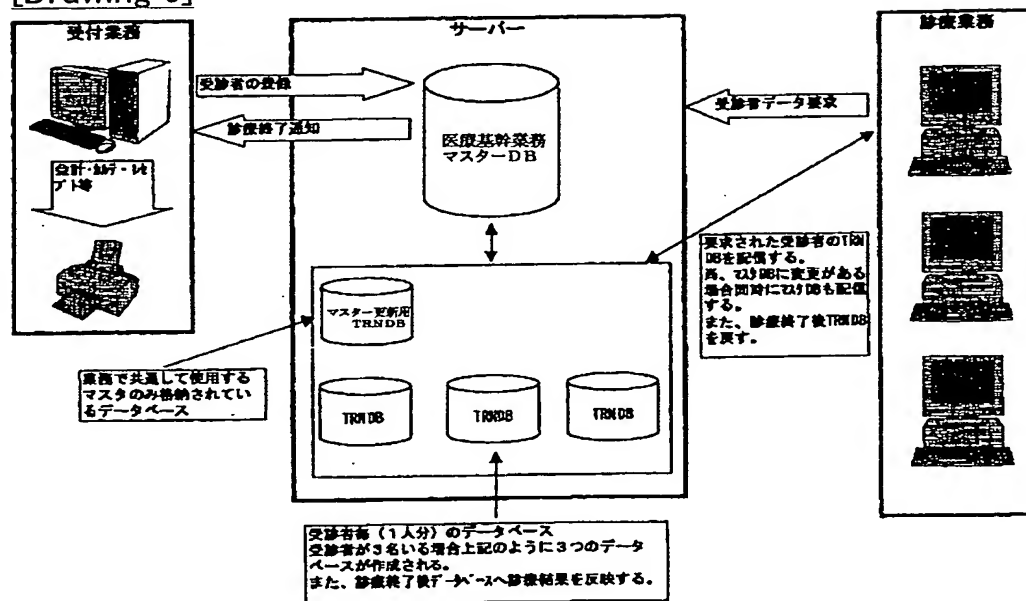 受付業務
サーバー
診療業務
受診者の登録
診療終了通知
受診者データ要求
医療基幹業務
マスターDB
会計・カルテ・レセ
プト等
要求された受診者のTRN
DBを配信する。
尚、マスタDBに変更がある
場合同時にマスタDBも配信
する。
また、診療終了後TRNDB
を戻す。
マスター更新用
TRNDB
業務で共通して使用する
マスタのみ格納されてい
るデータベース
TRNDB
TRNDB
TRNDB
受診者毎（1人分）のデータベース
受診者が3名いる場合上記のように3つのデータ
ベースが作成される。
また、診療終了後データベースへ診療結果を反映する。